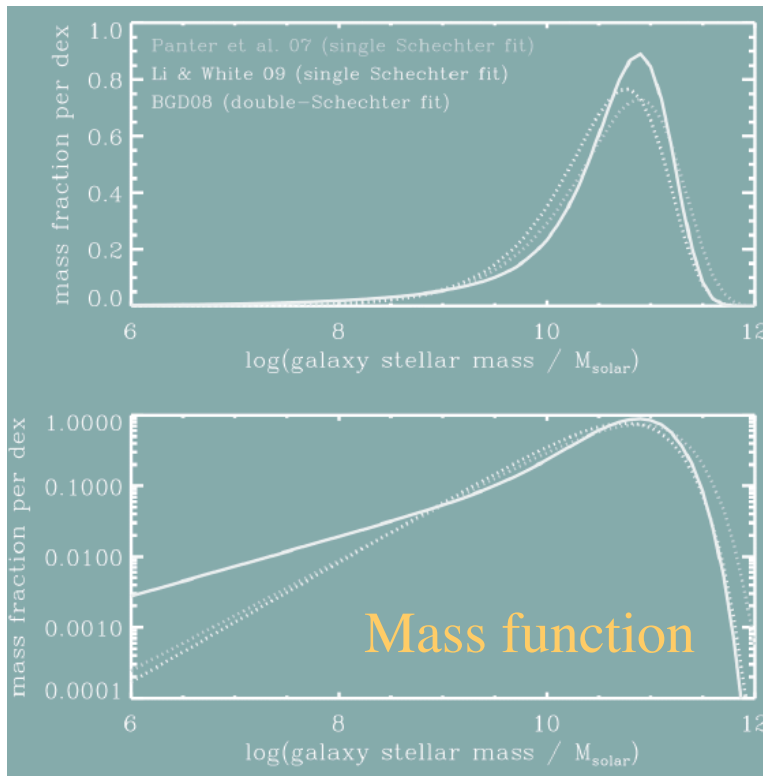 mass fraction per dex
1.0
0.8
0.6
0.4
0.2
0.0
Panter et al. 07 (single Schechter fit)
Li & White 09 (single Schechter fit)
BGD08 (double-Schechter fit)
6 8 10 12
log(galaxy stellar mass / Msolar)
mass fraction per dex
1.0000
0.1000
0.0100
0.0010
0.0001
Mass function
6 8 10 12
log(galaxy stellar mass / Msolar)